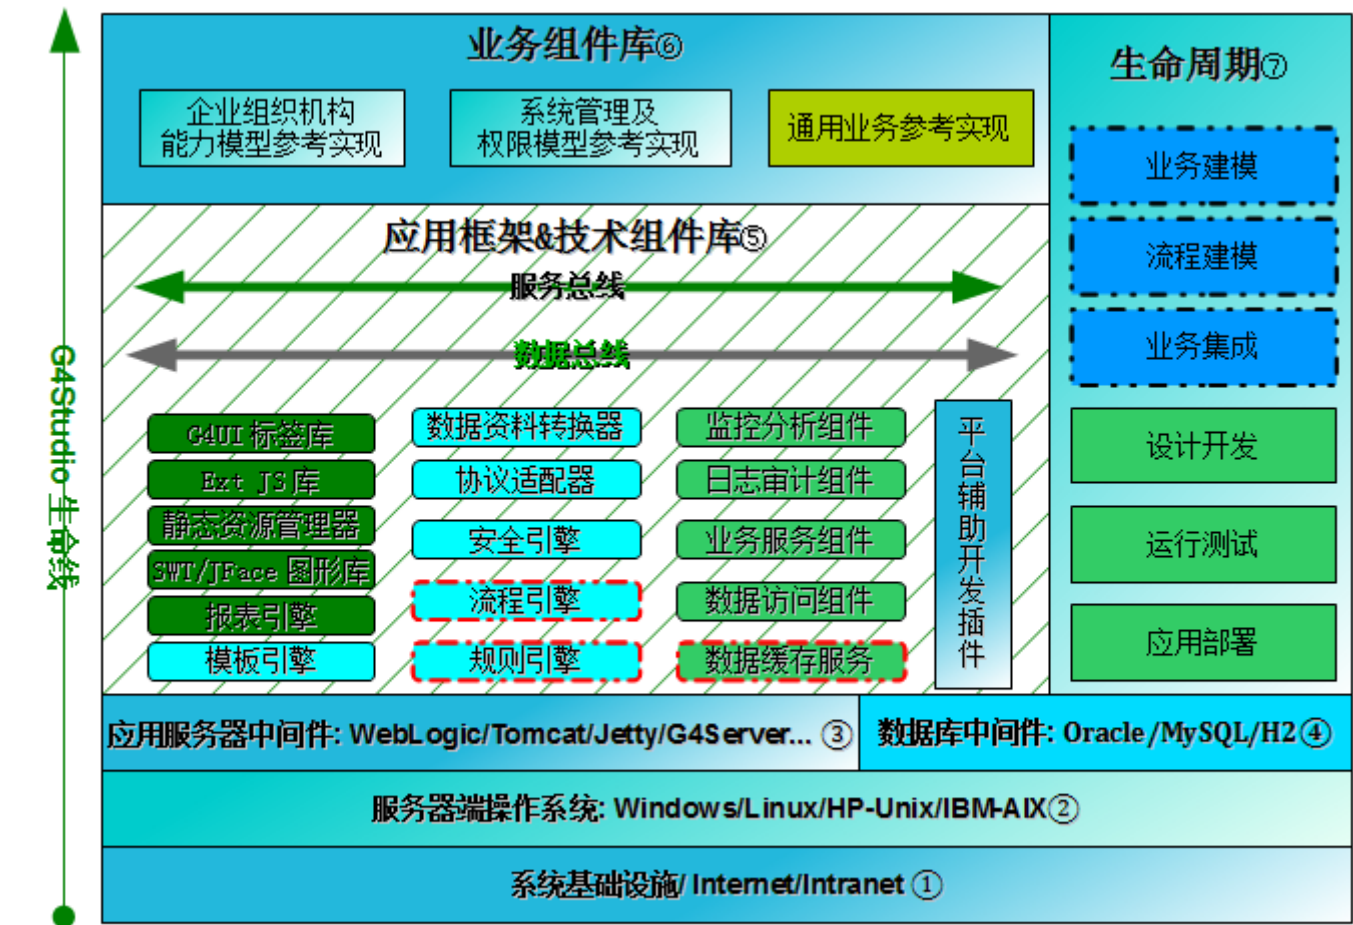 业务组件库⑥
企业组织机构
能力模型参考实现
系统管理及
权限模型参考实现
通用业务参考实现
生命周期⑦
业务建模
流程建模
业务集成
设计开发
运行测试
应用部署
应用框架&技术组件库⑤
服务总线
数据总线
G4UI 标签库
Ext JS库
静态资源管理器
SWT/JFace 图形库
报表引擎
模板引擎
数据资料转换器
协议适配器
安全引擎
流程引擎
规则引擎
监控分析组件
日志审计组件
业务服务组件
数据访问组件
数据缓存服务
平台辅助开发插件
应用服务器中间件: WebLogic/Tomcat/Jetty/G4Server... ③
数据库中间件: Oracle/MySQL/H2④
服务器端操作系统: Windows/Linux/HP-Unix/IBM-AIX②
系统基础设施/ Internet/Intranet ①
G4Studio 生命线